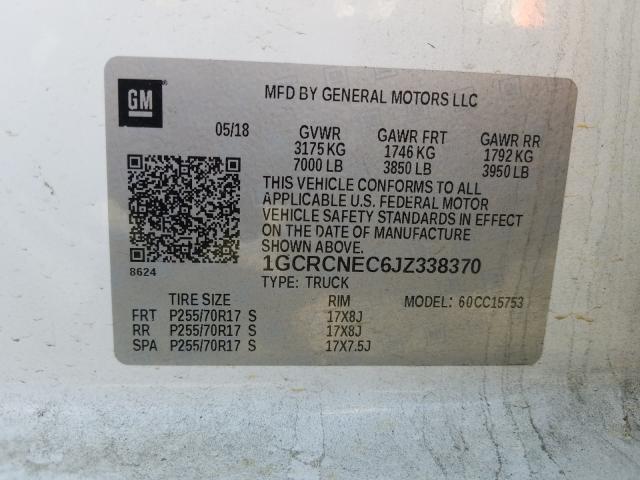 GM
MFD BY GENERAL MOTORS LLC
05/18 GVWR GAWR FRT GAWR RR
3175 KG 1746 KG 1792 KG
7000 LB 3850 LB 3950 LB
THIS VEHICLE CONFORMS TO ALL
APPLICABLE U.S. FEDERAL MOTOR
VEHICLE SAFETY STANDARDS IN EFFECT
ON THE DATE OF MANUFACTURE
SHOWN ABOVE.
8624
1GCRCNEC6JZ338370
TYPE: TRUCK
TIRE SIZE RIM MODEL: 60CC15753
FRT P255/70R17 S 17X8J
RR P255/70R17 S 17X8J
SPA P255/70R17 S 17X7.5J